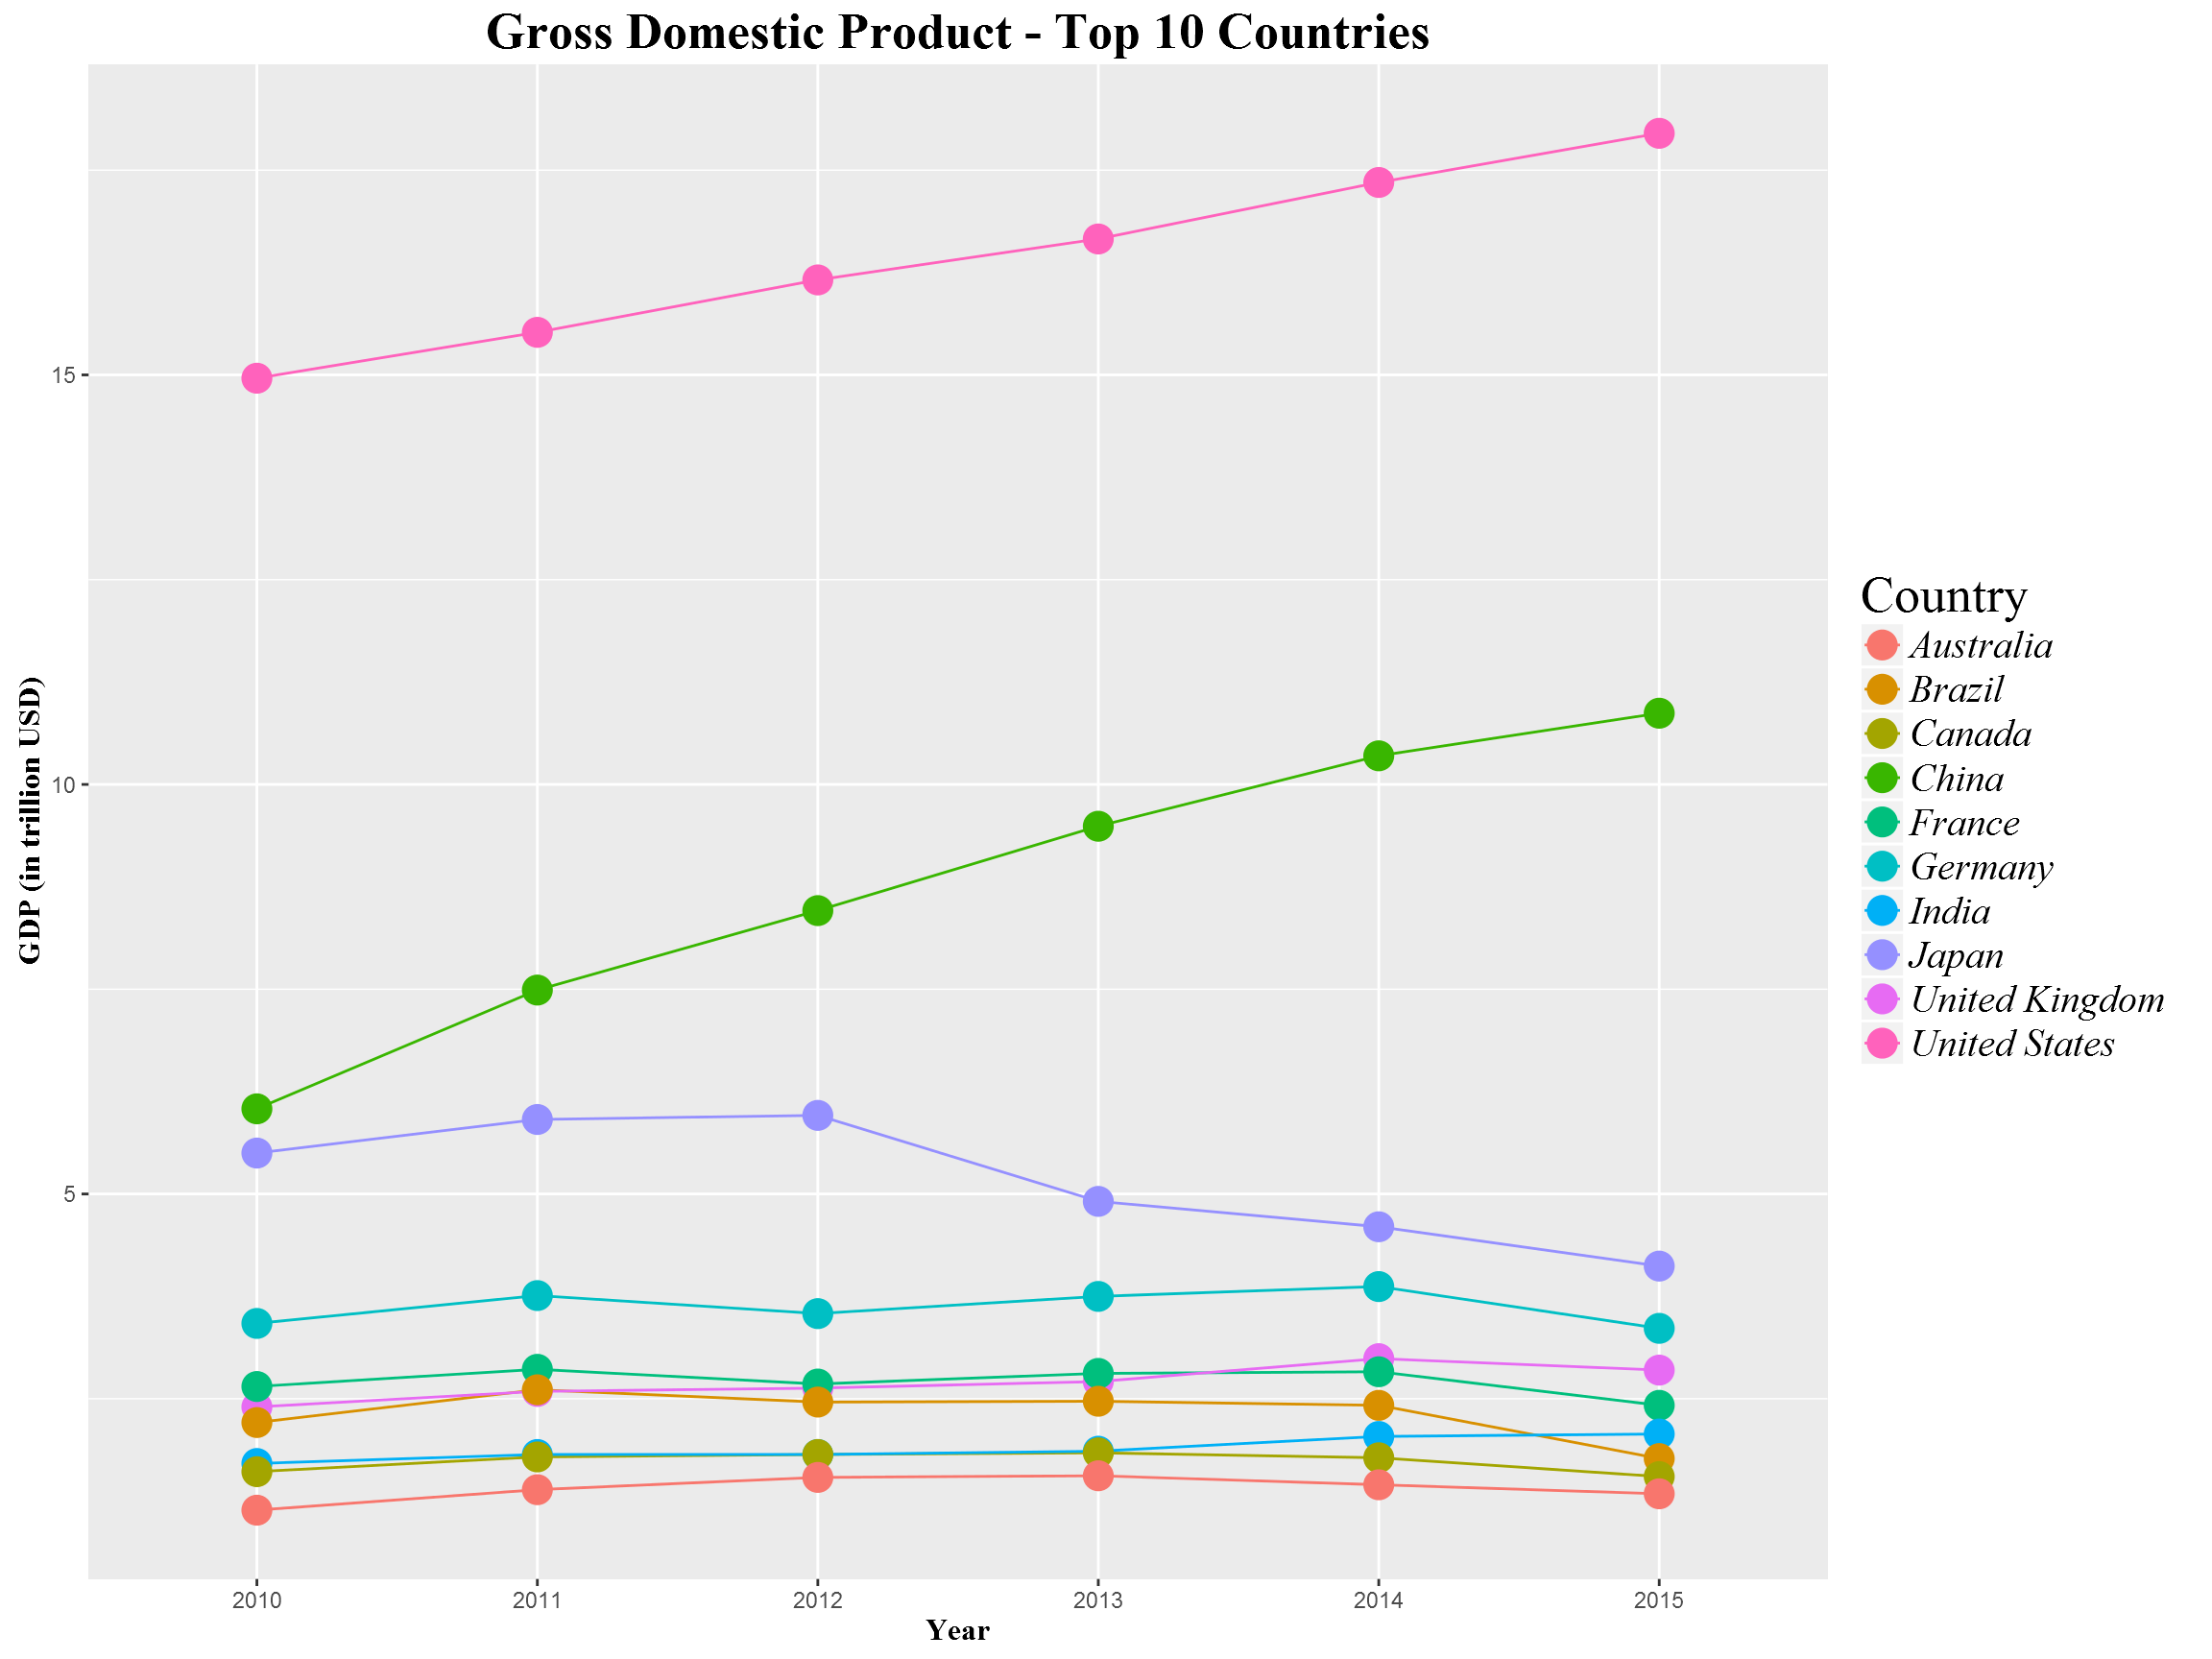 Gross Domestic Product - Top 10 Countries
GDP (in trillion USD)
15
10
5
2010 2011 2012 2013 2014 2015
Year
Country
Australia
Brazil
Canada
China
France
Germany
India
Japan
United Kingdom
United States